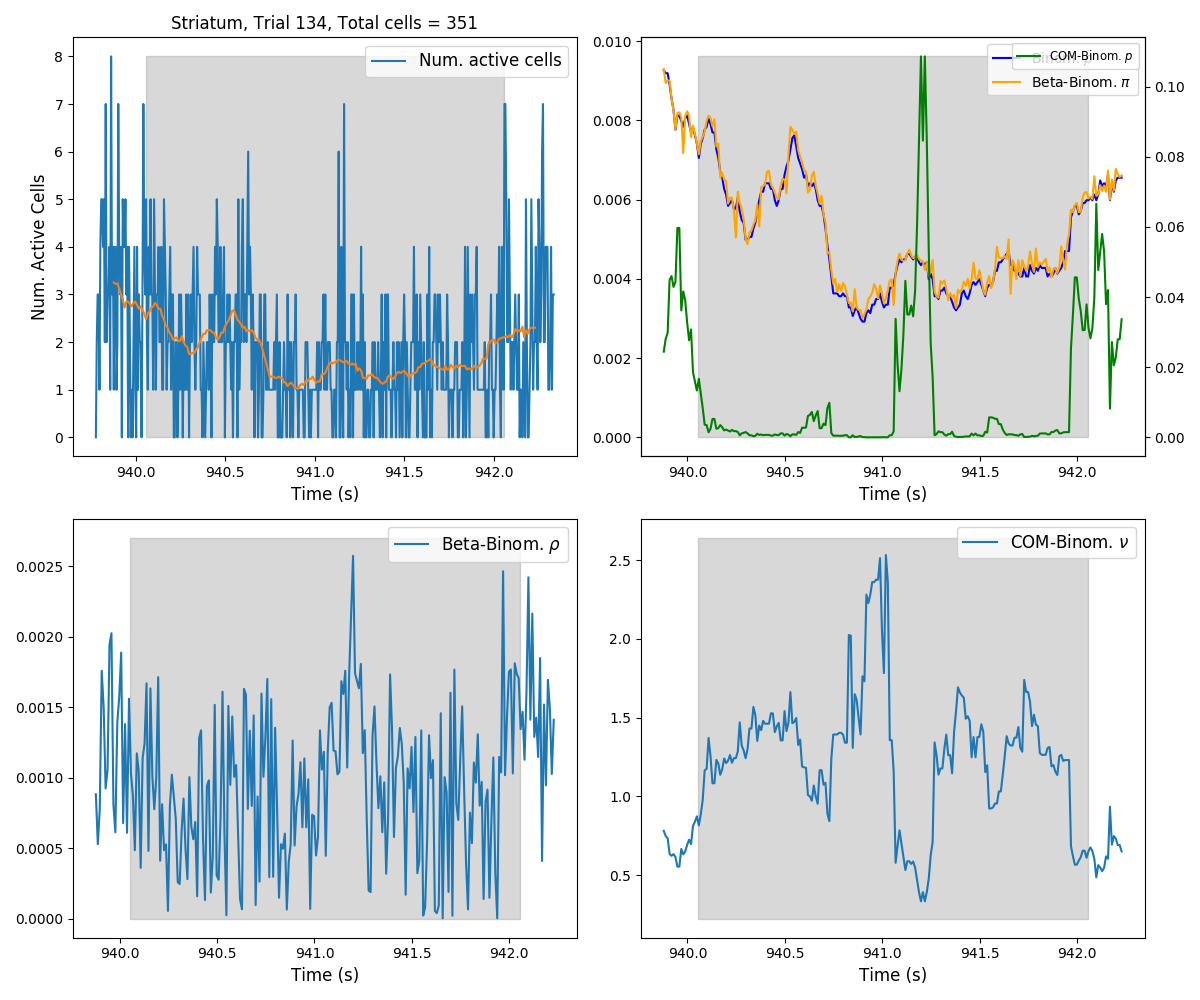 Striatum, Trial 134, Total cells = 351
Num. active cells
Num. Active Cells
8
7
6
5
4
3
2
1
0
940.0 940.5 941.0 941.5 942.0
Time (s)
COM-Binom. p
Beta-Binom. π
0.010
0.008
0.006
0.004
0.002
0.000
0.10
0.08
0.06
0.04
0.02
0.00
940.0 940.5 941.0 941.5 942.0
Time (s)
Beta-Binom. ρ
0.0025
0.0020
0.0015
0.0010
0.0005
0.0000
940.0 940.5 941.0 941.5 942.0
Time (s)
COM-Binom. ν
2.5
2.0
1.5
1.0
0.5
940.0 940.5 941.0 941.5 942.0
Time (s)